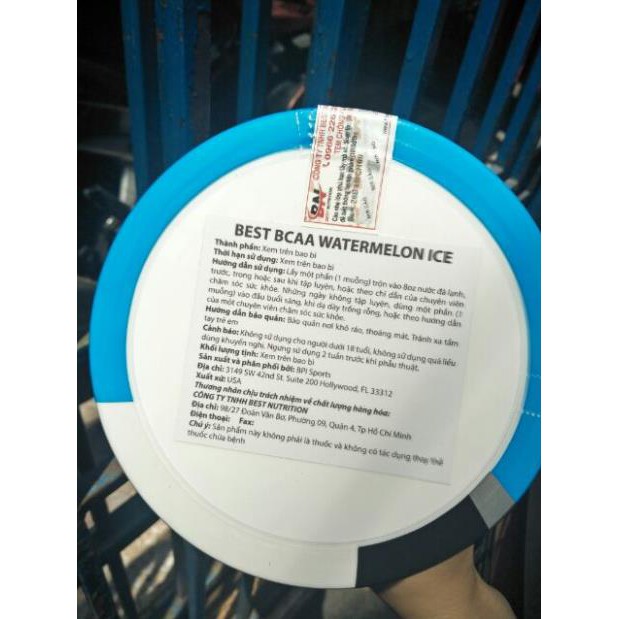 CÔNG TY TNHH BEST
0966 226
TEM CHỐNG
BN
BEST BCAA WATERMELON ICE
Thành phần: Xem trên bao bì
Thời hạn sử dụng: Xem trên bao bì
Hướng dẫn sử dụng: Lấy một phần (1 muỗng) trộn vào 8oz nước đá lạnh,
trước, trong hoặc sau khi tập luyện, hoặc theo chỉ dẫn của chuyên viên
chăm sóc sức khỏe. Những ngày không tập luyện, dùng một phần (1
muỗng) vào đầu buổi sáng, khi dạ dày trống rỗng, hoặc theo hướng dẫn
của một chuyên viên chăm sóc sức khỏe.
Hướng dẫn bảo quản: Bảo quản nơi khô ráo, thoáng mát. Tránh xa tầm
tay trẻ em
Cảnh báo: Không sử dụng cho người dưới 18 tuổi, không sử dụng quá liều
dùng khuyến nghị. Ngưng sử dụng 2 tuần trước khi phẫu thuật.
Khối lượng tịnh: Xem trên bao bì
Sản xuất và phân phối bởi: BPI Sports
Địa chỉ: 3149 SW 42nd St. Suite 200 Hollywood, FL 33312
Xuất xứ: USA
Thương nhân chịu trách nhiệm về chất lượng hàng hóa:
CÔNG TY TNHH BEST NUTRITION
Địa chỉ: 98/27 Đoàn Văn Bơ, Phường 09, Quận 4, Tp Hồ Chí Minh
Điện thoại: Fax:
Chú ý: Sản phẩm này không phải là thuốc và không có tác dụng thay thế
thuốc chữa bệnh